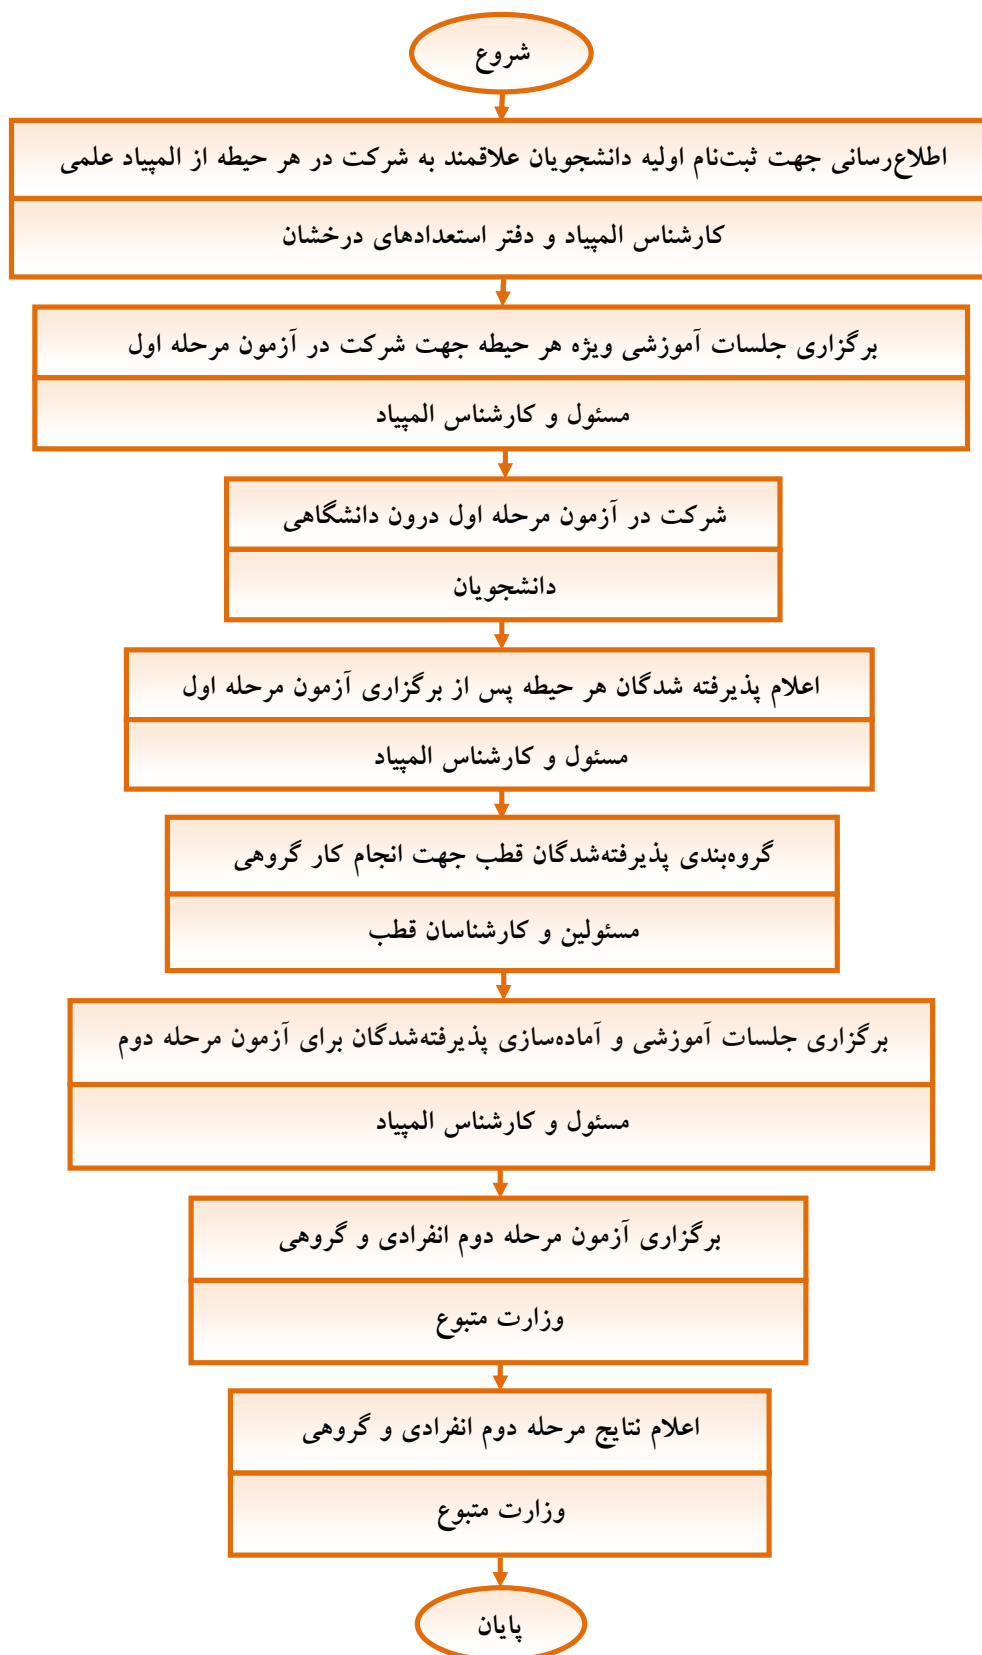 شروع
اطلاع‌رسانی جهت ثبت‌نام اولیه دانشجویان علاقمند به شرکت در هر حیطه از المپیاد علمی
کارشناس المپیاد و دفتر استعدادهای درخشان
برگزاری جلسات آموزشی ویژه هر حیطه جهت شرکت در آزمون مرحله اول
مسئول و کارشناس المپیاد
شرکت در آزمون مرحله اول درون دانشگاهی
دانشجویان
اعلام پذیرفته شدگان هر حیطه پس از برگزاری آزمون مرحله اول
مسئول و کارشناس المپیاد
گروه‌بندی پذیرفته‌شدگان قطب جهت انجام کار گروهی
مسئولین و کارشناسان قطب
برگزاری جلسات آموزشی و آماده‌سازی پذیرفته‌شدگان برای آزمون مرحله دوم
مسئول و کارشناس المپیاد
برگزاری آزمون مرحله دوم انفرادی و گروهی
وزارت متبوع
اعلام نتایج مرحله دوم انفرادی و گروهی
وزارت متبوع
پایان